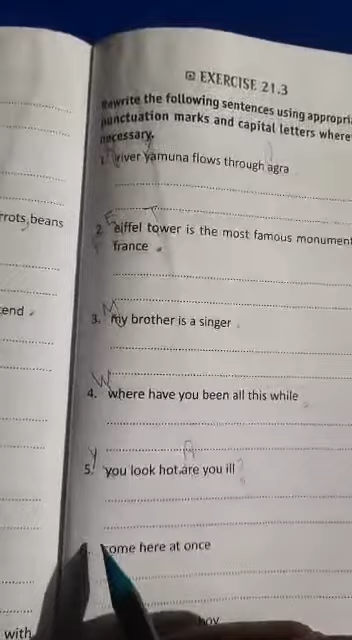 EXERCISE 21.3
Rewrite the following sentences using appropri
punctuation marks and capital letters where
necessary.
1. river yamuna flows through agra
rrots, beans
2. eiffel tower is the most famous monument
france
end
3. my brother is a singer
M
4. where have you been all this while
W
5. you look hot are you ill
Y
A
?
come here at once
boy
with